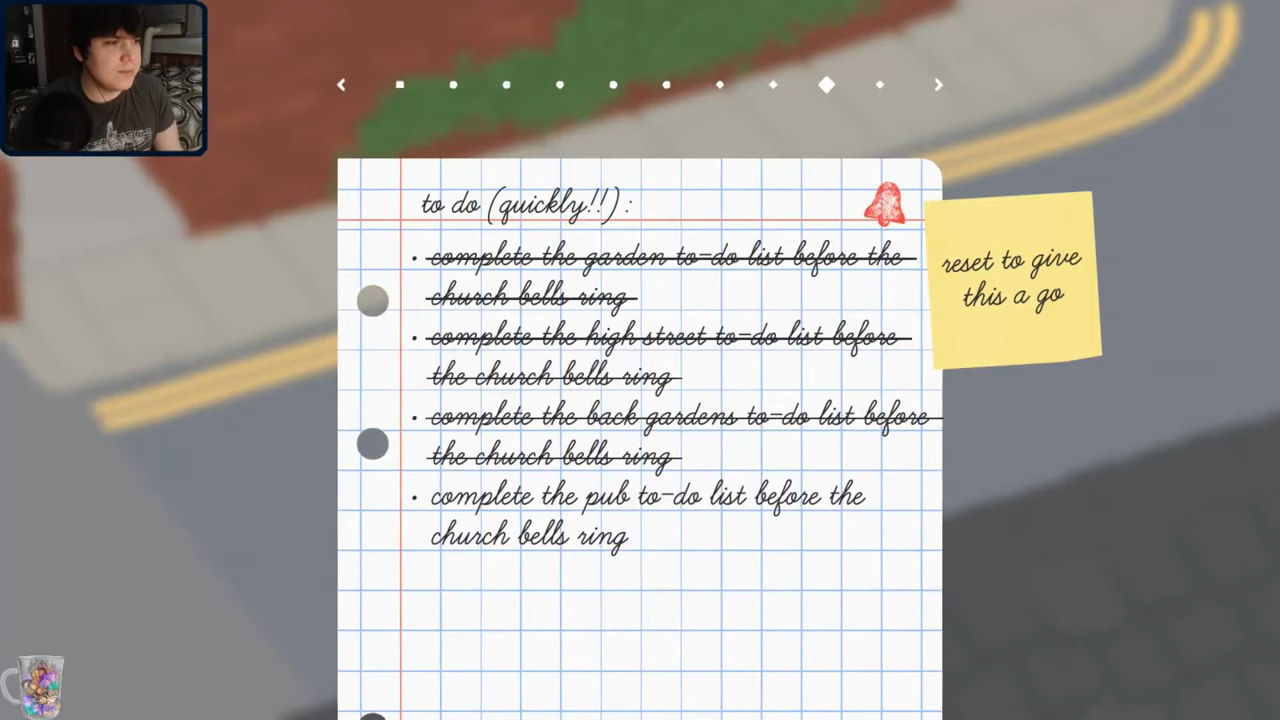 to do (quickly!!) :
• complete the garden to-do list before the
church bells ring
• complete the high street to-do list before
the church bells ring
• complete the back gardens to-do list before
the church bells ring
• complete the pub to-do list before the
church bells ring
reset to give
this a go